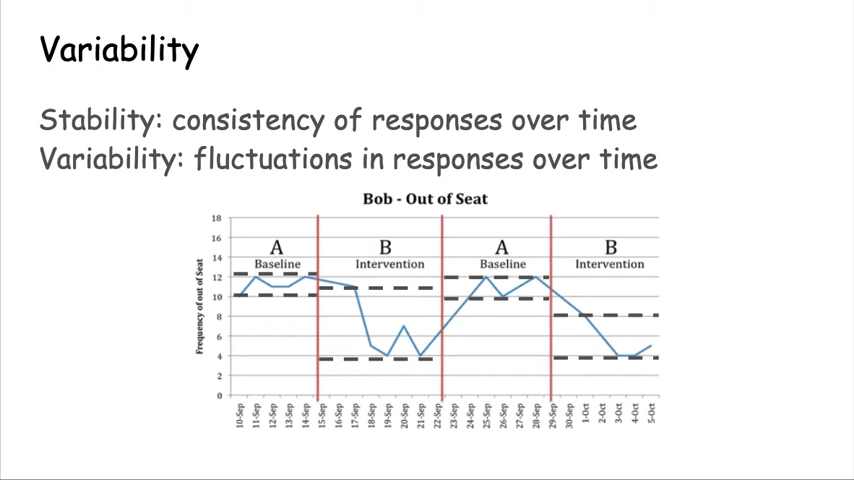 Variability
Stability: consistency of responses over time
Variability: fluctuations in responses over time
Bob - Out of Seat
Frequency of out of Seat
18
16
14
12
10
8
6
4
2
0
A
Baseline
B
Intervention
A
Baseline
B
Intervention
10-Sep
11-Sep
12-Sep
13-Sep
14-Sep
15-Sep
16-Sep
17-Sep
18-Sep
19-Sep
20-Sep
21-Sep
22-Sep
23-Sep
24-Sep
25-Sep
26-Sep
27-Sep
28-Sep
29-Sep
30-Sep
1-Oct
2-Oct
3-Oct
4-Oct
5-Oct